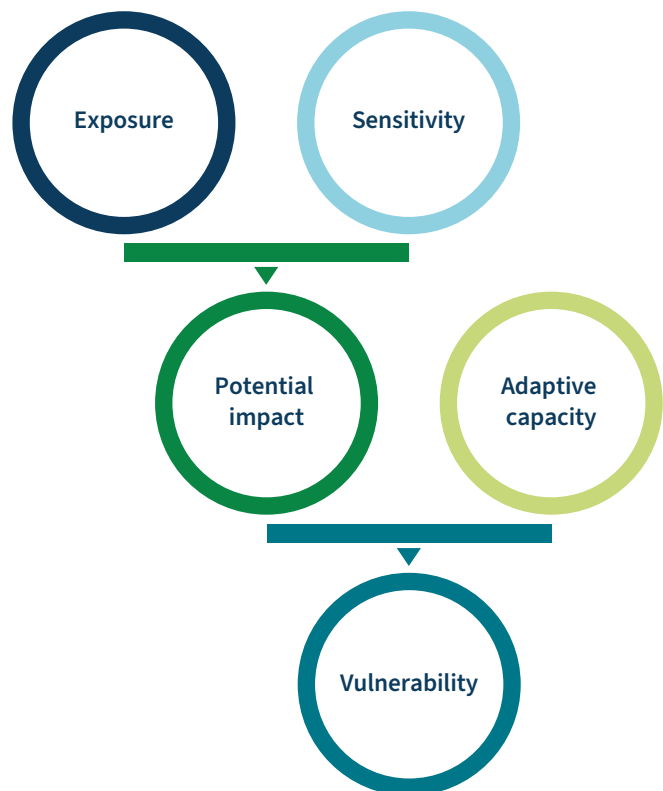 Exposure
Sensitivity
Potential
impact
Adaptive
capacity
Vulnerability